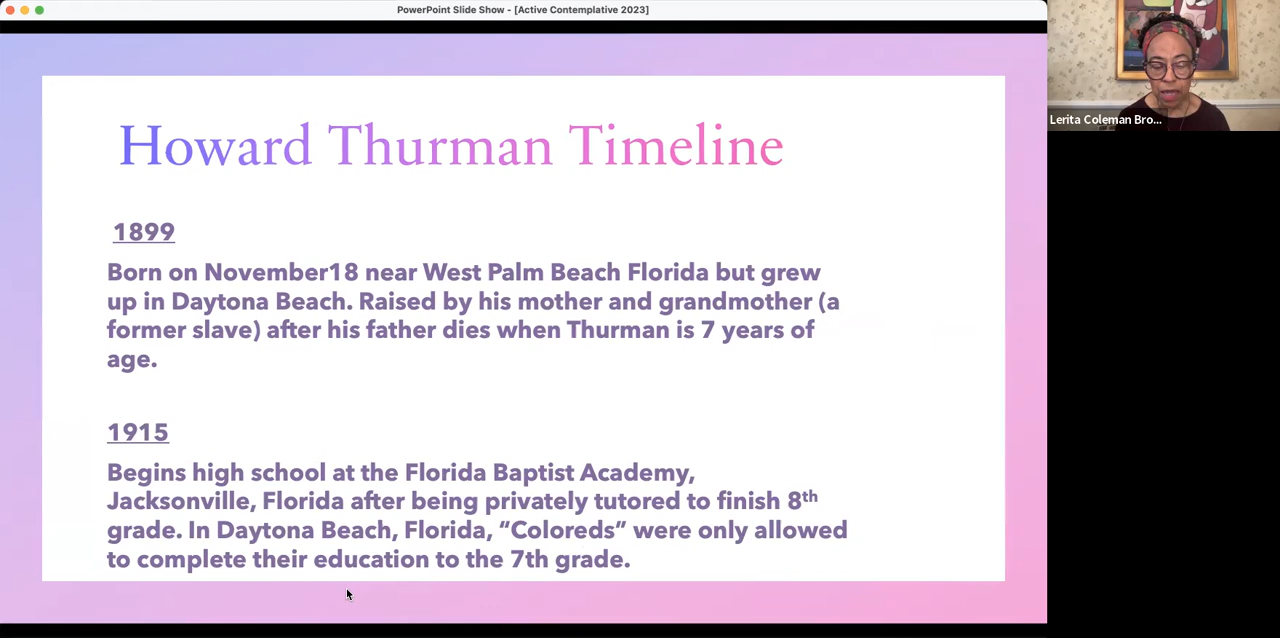 PowerPoint Slide Show - [Active Contemplative 2023]
Lerita Coleman Bro...
Howard Thurman Timeline
1899
Born on November18 near West Palm Beach Florida but grew
up in Daytona Beach. Raised by his mother and grandmother (a
former slave) after his father dies when Thurman is 7 years of
age.
1915
Begins high school at the Florida Baptist Academy,
Jacksonville, Florida after being privately tutored to finish 8th
grade. In Daytona Beach, Florida, “Coloreds” were only allowed
to complete their education to the 7th grade.